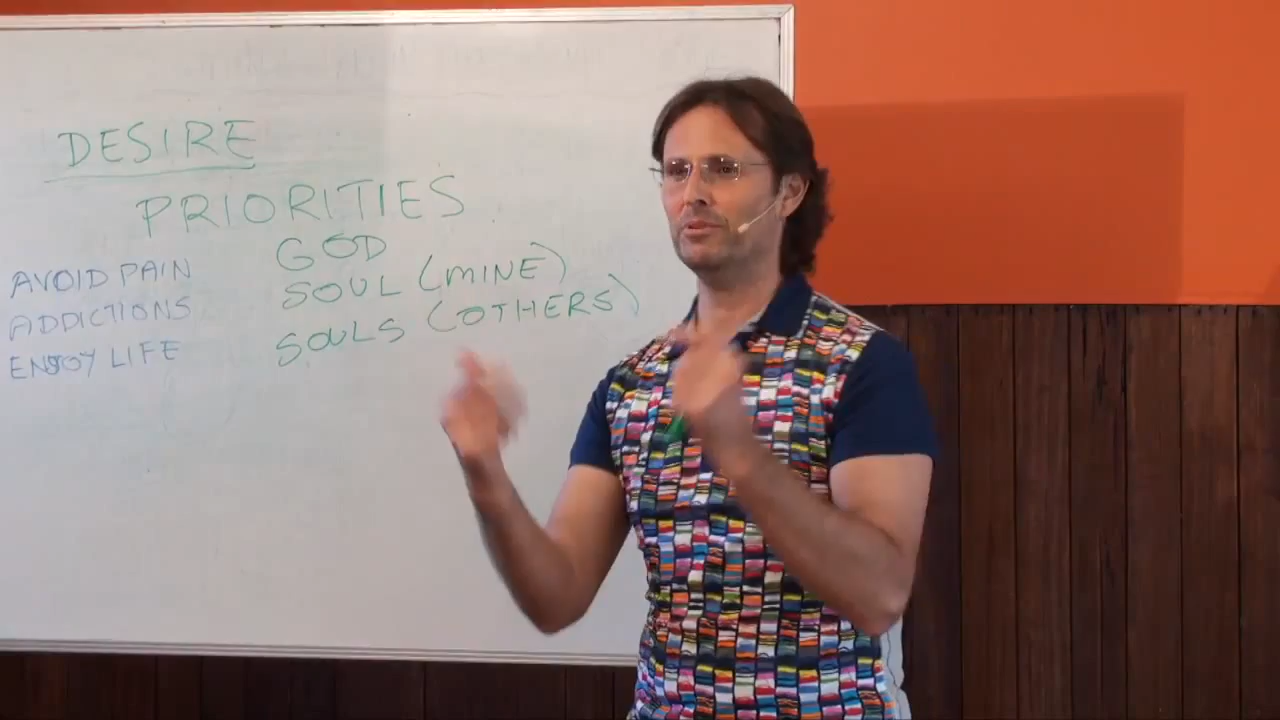 DESIRE
PRIORITIES
GOD
SOUL (MINE)
SOULS (OTHERS)
AVOID PAIN
ADDICTIONS
ENJOY LIFE